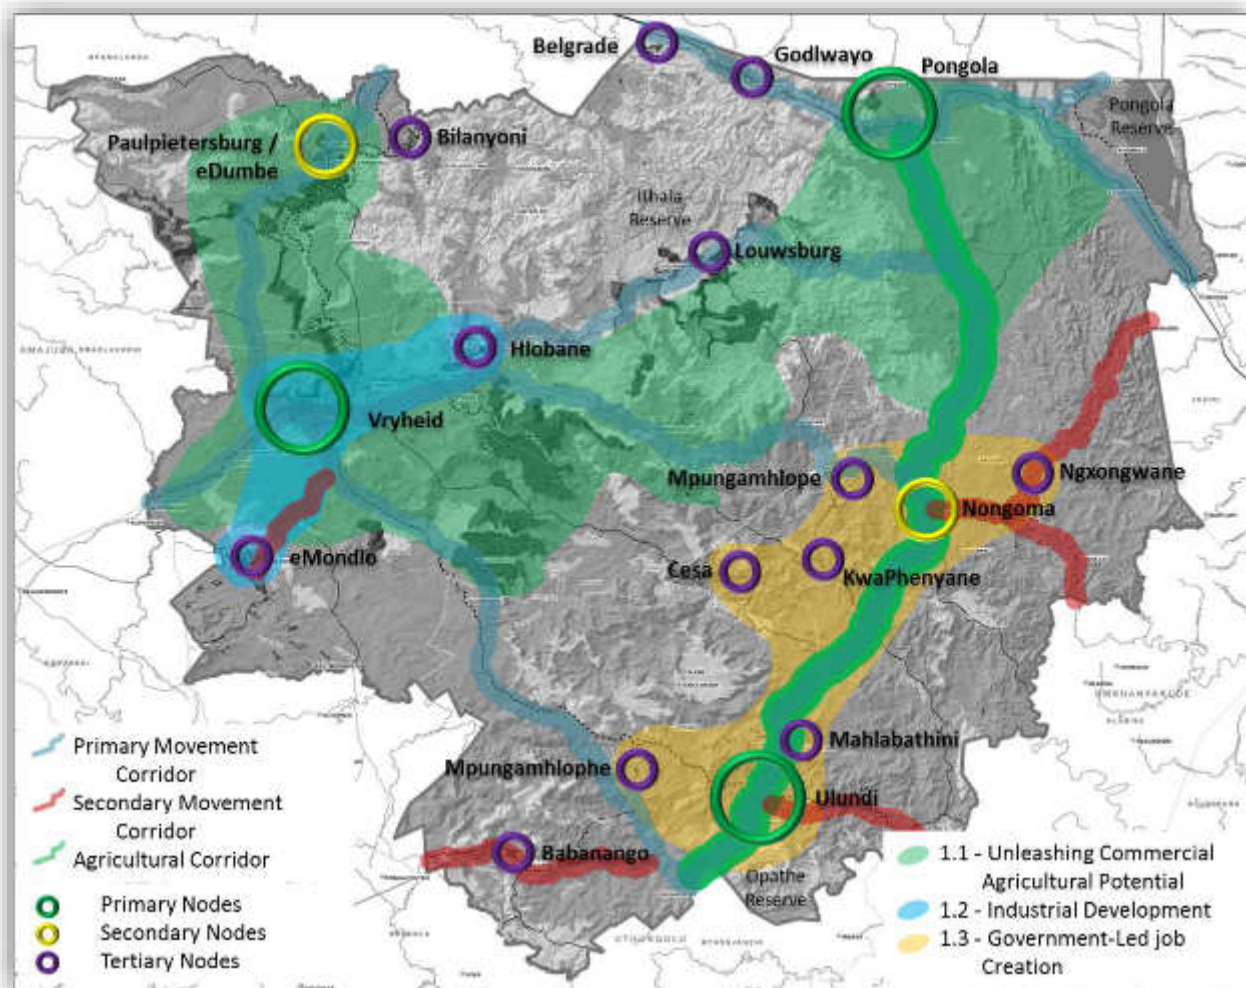 Belgrade
Godlwayo
Pongola
Pongola
Reserve
Paulpietersburg /
eDumbe
Bilanyoni
Ithala
Reserve
Louwsburg
Hlobane
Vryheid
Mpungamhlope
Ngxongwane
Nongoma
eMondlo
Cesa
KwaPhenyane
Mahlabathini
Mpungamhlophe
Ulundi
Babanango
Opathe
Reserve
Primary Movement
Corridor
Secondary Movement
Corridor
Agricultural Corridor
Primary Nodes
Secondary Nodes
Tertiary Nodes
1.1 - Unleashing Commercial
Agricultural Potential
1.2 - Industrial Development
1.3 - Government-Led job
Creation